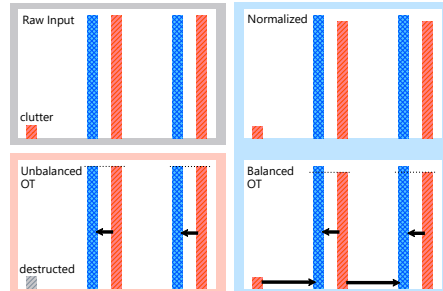 Raw Input
clutter
Normalized
Unbalanced
OT
destructed
Balanced
OT